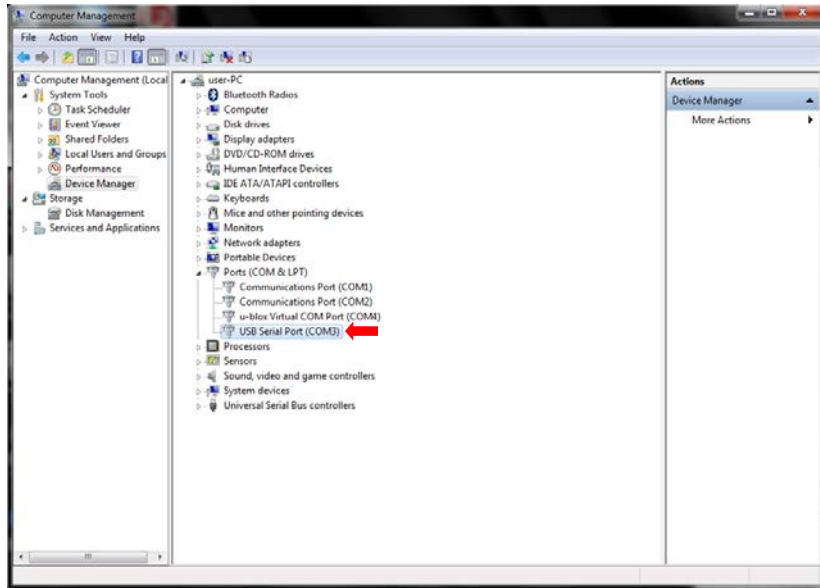 Computer Management
File Action View Help
Computer Management (Local
System Tools
Task Scheduler
Event Viewer
Shared Folders
Local Users and Groups
Performance
Device Manager
Storage
Disk Management
Services and Applications
user-PC
Bluetooth Radios
Computer
Disk drives
Display adapters
DVD/CD-ROM drives
Human Interface Devices
IDE ATA/ATAPI controllers
Keyboards
Mice and other pointing devices
Monitors
Network adapters
Portable Devices
Ports (COM & LPT)
Communications Port (COM1)
Communications Port (COM2)
u-blox Virtual COM Port (COM4)
USB Serial Port (COM3)
Processors
Sensors
Sound, video and game controllers
System devices
Universal Serial Bus controllers
Actions
Device Manager
More Actions